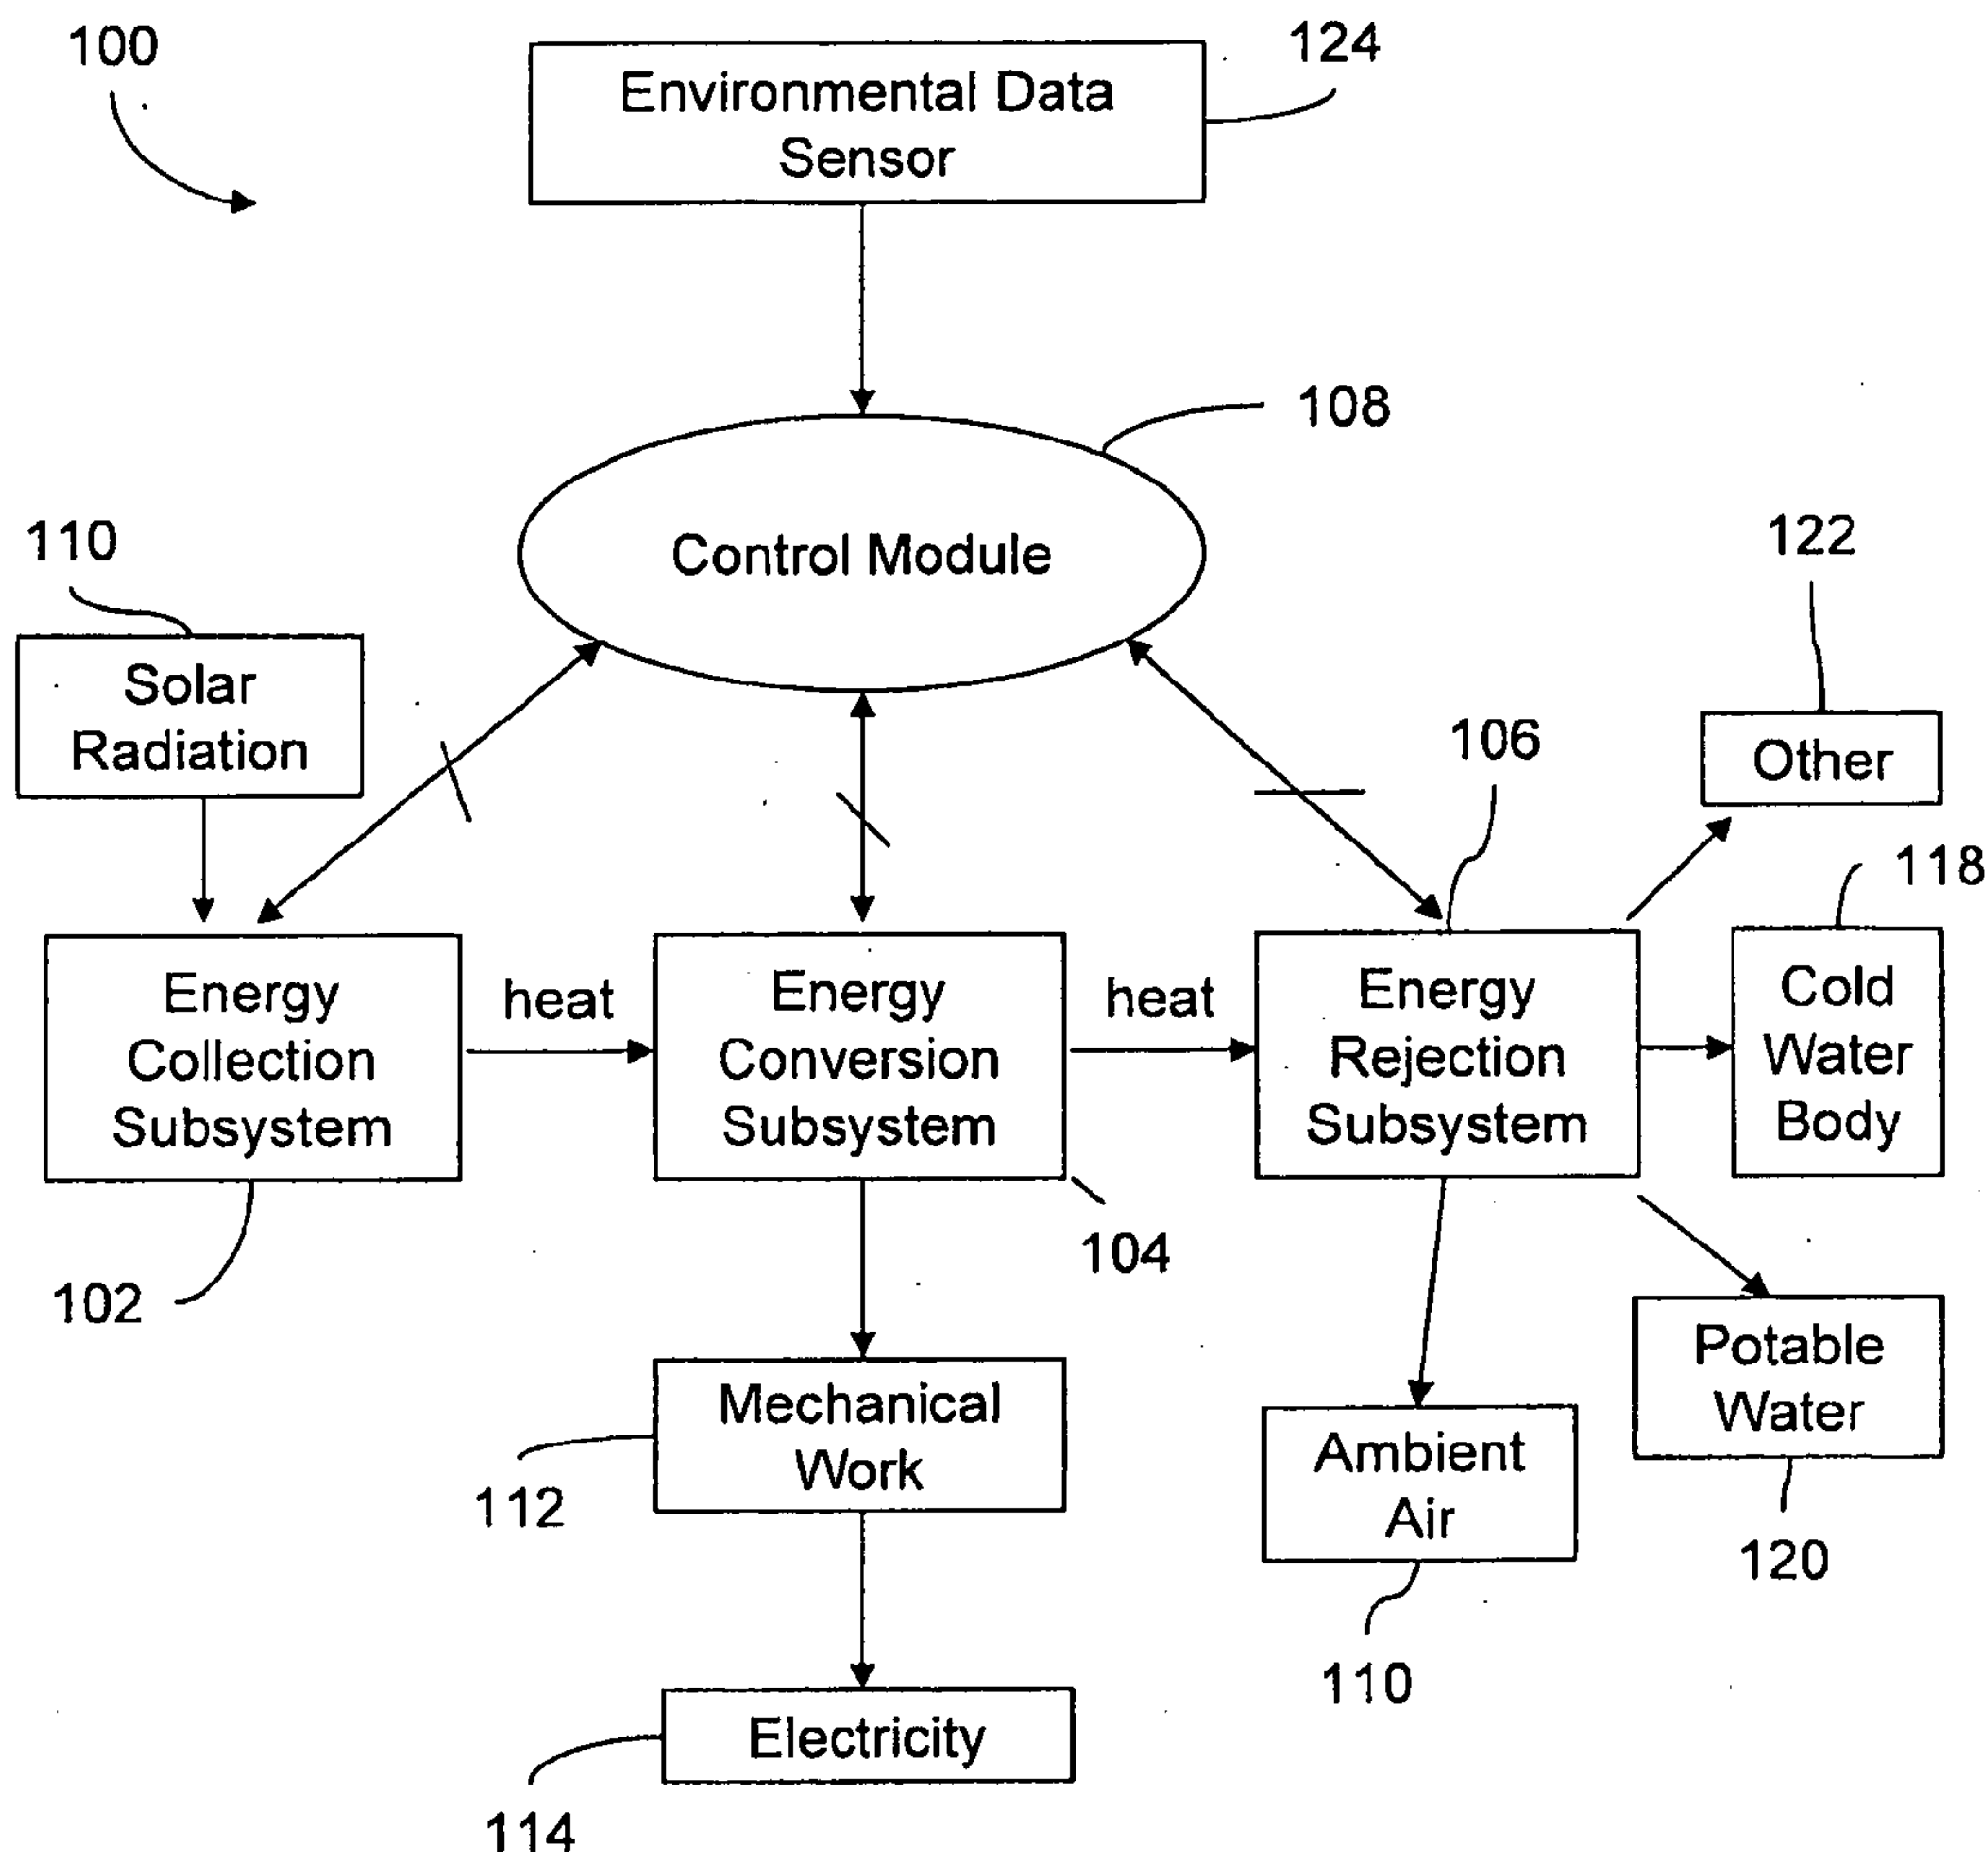 100
124
Environmental Data
Sensor
108
Control Module
110
Solar
Radiation
122
Other
106
118
Energy
Collection
Subsystem
heat
Energy
Conversion
Subsystem
heat
Energy
Rejection
Subsystem
Cold
Water
Body
102
104
Mechanical
Work
112
Ambient
Air
110
Potable
Water
120
Electricity
114